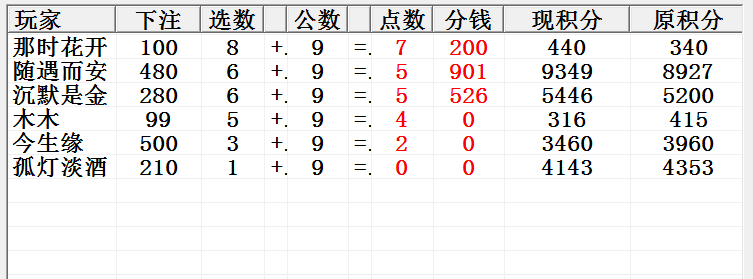 玩家 下注 选数 公数 点数 分钱 现积分 原积分
那时花开 100 8 +. 9 =. 7 200 440 340
随遇而安 480 6 +. 9 =. 5 901 9349 8927
沉默是金 280 6 +. 9 =. 5 526 5446 5200
木木 99 5 +. 9 =. 4 0 316 415
今生缘 500 3 +. 9 =. 2 0 3460 3960
孤灯淡酒 210 1 +. 9 =. 0 0 4143 4353